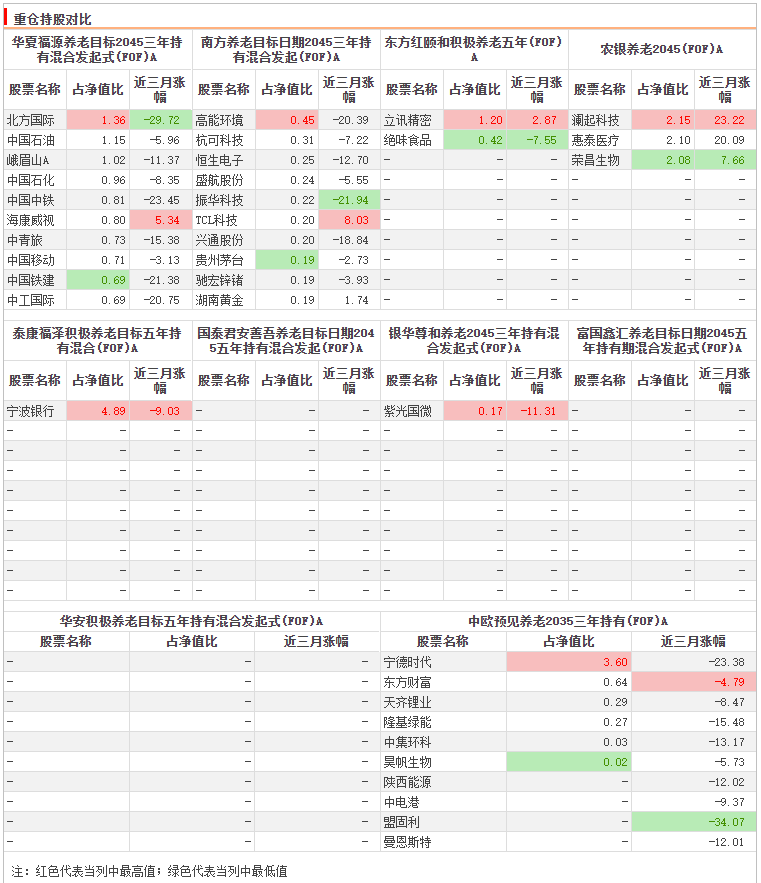 重仓持股对比
华夏福源养老目标2045三年持有混合发起式(FOF)A 南方养老目标日期2045三年持有混合发起(FOF)A 东方红颐和积极养老五年(FOF)A 农银养老2045(FOF)A
股票名称 占净值比 近三月涨幅 股票名称 占净值比 近三月涨幅 股票名称 占净值比 近三月涨幅 股票名称 占净值比 近三月涨幅
北方国际 1.36 -29.72 高能环境 0.45 -20.39 立讯精密 1.20 2.87 澜起科技 2.15 23.22
中国石油 1.15 -5.96 杭可科技 0.31 -7.22 绝味食品 0.42 -7.55 惠泰医疗 2.10 20.09
峨眉山A 1.02 -11.37 恒生电子 0.25 -12.70 - - - 荣昌生物 2.08 7.66
中国石化 0.96 -8.35 盛航股份 0.24 -5.55 - - - - - -
中国中铁 0.81 -23.45 振华科技 0.22 -21.94 - - - - - -
海康威视 0.80 5.34 TCL科技 0.20 8.03 - - - - - -
中青旅 0.73 -15.38 兴通股份 0.20 -18.84 - - - - - -
中国移动 0.71 -3.13 贵州茅台 0.19 -2.73 - - - - - -
中国铁建 0.69 -21.38 驰宏锌锗 0.19 -3.93 - - - - - -
中工国际 0.69 -20.75 湖南黄金 0.19 1.74 - - - - - -
泰康福泽积极养老目标五年持有混合(FOF)A 国泰君安善吾养老目标日期2045五年持有混合发起(FOF)A 银华尊和养老2045三年持有混合发起式(FOF)A 富国鑫汇养老目标日期2045五年持有期混合发起式(FOF)A
股票名称 占净值比 近三月涨幅 股票名称 占净值比 近三月涨幅 股票名称 占净值比 近三月涨幅 股票名称 占净值比 近三月涨幅
宁波银行 4.89 -9.03 - - - 紫光国微 0.17 -11.31 - - -
- - - - - - - - - - - -
- - - - - - - - - - - -
- - - - - - - - - - - -
- - - - - - - - - - - -
- - - - - - - - - - - -
- - - - - - - - - - - -
- - - - - - - - - - - -
- - - - - - - - - - - -
- - - - - - - - - - - -
华安积极养老目标五年持有混合发起式(FOF)A 中欧预见养老2035三年持有(FOF)A
股票名称 占净值比 近三月涨幅 股票名称 占净值比 近三月涨幅
- - - 宁德时代 3.60 -23.38
- - - 东方财富 0.64 -4.79
- - - 天齐锂业 0.29 -8.47
- - - 隆基绿能 0.27 -15.48
- - - 中集环科 0.03 -13.17
- - - 昊帆生物 0.02 -5.73
- - - 陕西能源 - -12.02
- - - 中电港 - -9.37
- - - 盟固利 - -34.07
- - - 曼恩斯特 - -12.01
注：红色代表当列中最高值；绿色代表当列中最低值